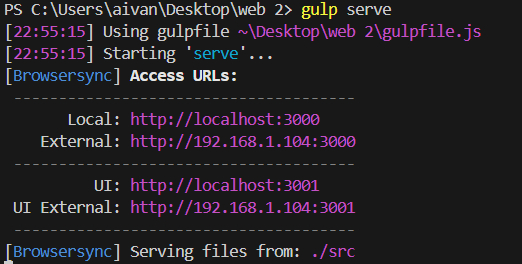 PS C:\Users\aivan\Desktop\web 2> gulp serve
[22:55:15] Using gulpfile ~\Desktop\web 2\gulpfile.js
[22:55:15] Starting 'serve'...
[Browsersync] Access URLs:
--------------------------------------
Local: http://localhost:3000
External: http://192.168.1.104:3000
--------------------------------------
UI: http://localhost:3001
UI External: http://192.168.1.104:3001
--------------------------------------
[Browsersync] Serving files from: ./src